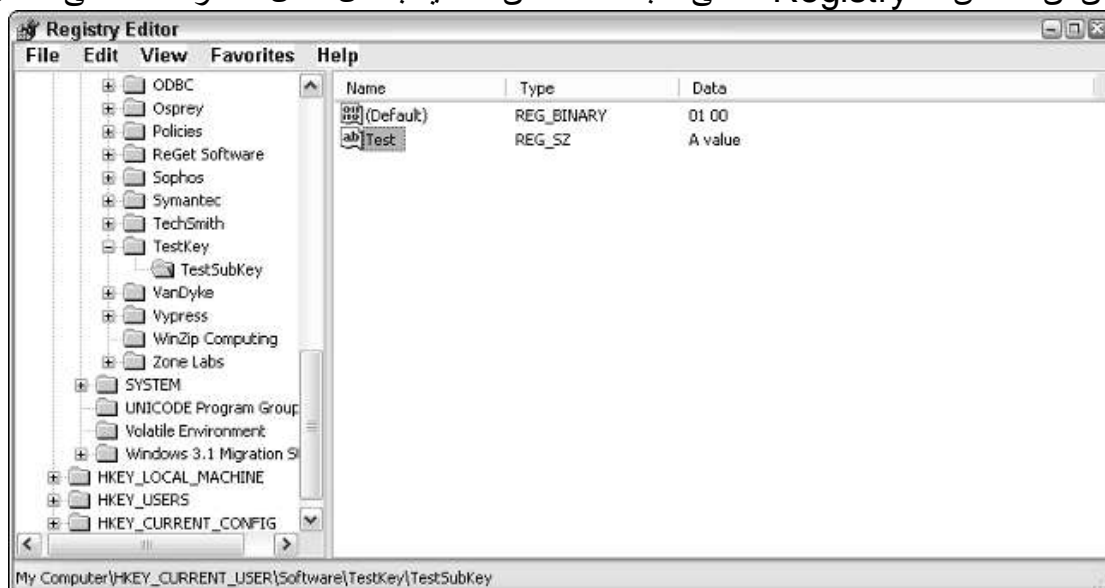 Registry
Registry Editor
File Edit View Favorites Help
ODBC
Osprey
Policies
ReGet Software
Sophos
Symantec
TechSmith
TestKey
TestSubKey
VanDyke
Vypress
WinZip Computing
Zone Labs
SYSTEM
UNICODE Program Group
Volatile Environment
Windows 3.1 Migration
HKEY_LOCAL_MACHINE
HKEY_USERS
HKEY_CURRENT_CONFIG
Name Type Data
(Default) REG_BINARY 01 00
Test REG_SZ A value
My Computer\HKEY_CURRENT_USER\Software\TestKey\TestSubKey